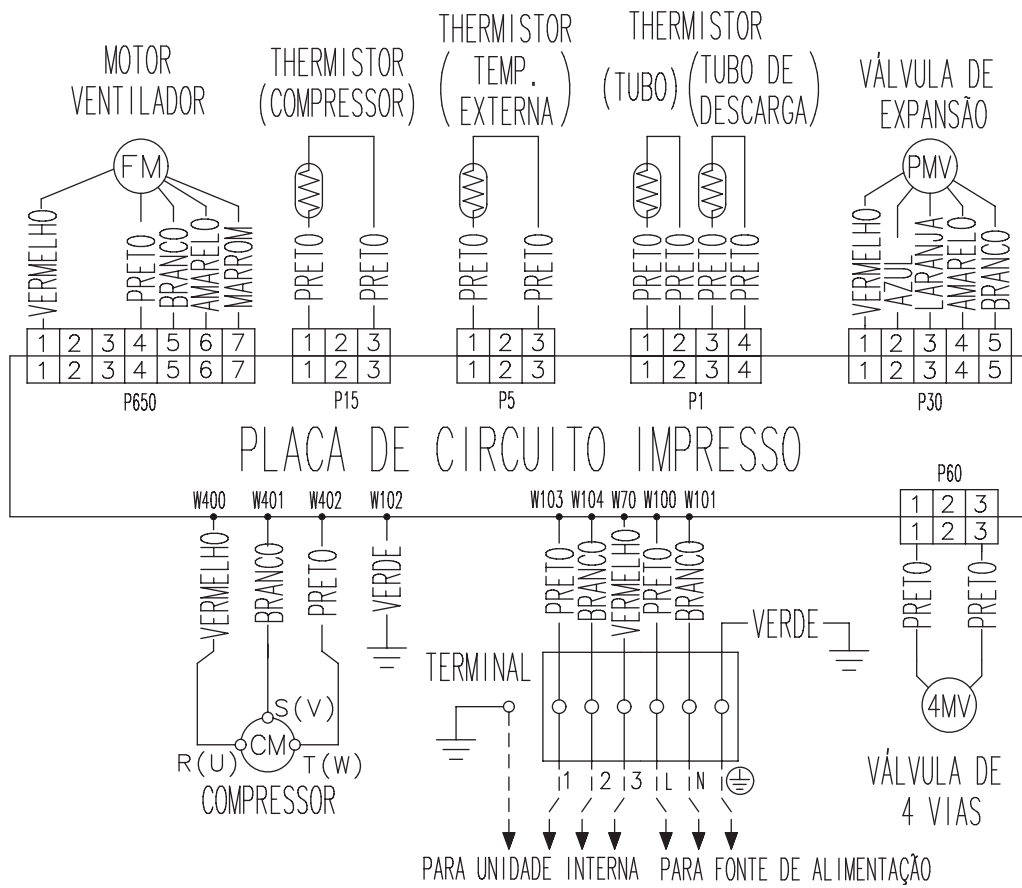 MOTOR
VENTILADOR
THERMISTOR
(COMPRESSOR)
THERMISTOR
(TEMP.
EXTERNA)
THERMISTOR
(TUBO) (TUBO DE
DESCARGA)
VÁLVULA DE
EXPANSÃO
FM
PMV
VERMELHO
PRETO
BRANCO
AMARELO
MARROM
PRETO
PRETO
PRETO
PRETO
PRETO
PRETO
PRETO
PRETO
VERMELHO
AZUL
LARANJA
AMARELO
BRANCO
1 2 3 4 5 6 7
1 2 3
1 2 3
1 2 3 4
1 2 3 4 5
1 2 3 4 5 6 7
1 2 3
1 2 3
1 2 3 4
1 2 3 4 5
P650
P15
P5
P1
P30
PLACA DE CIRCUITO IMPRESSO
P60
W400
W401
W402
W102
W103
W104
W70
W100
W101
1 2 3
1 2 3
VERMELHO
BRANCO
PRETO
VERDE
PRETO
BRANCO
VERMELHO
PRETO
BRANCO
PRETO
PRETO
VERDE
TERMINAL
S(V)
CM
R(U)
T(W)
COMPRESSOR
4MV
VÁLVULA DE
4 VIAS
1 2 3 L N
PARA UNIDADE INTERNA
PARA FONTE DE ALIMENTAÇÃO